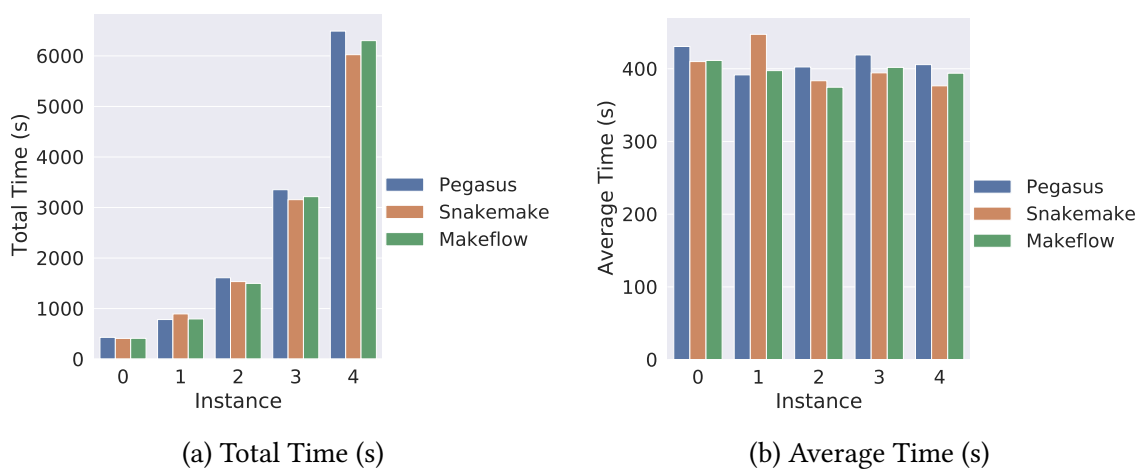 Total Time (s)
6000
5000
4000
3000
2000
1000
0
0 1 2 3 4
Instance
Pegasus
Snakemake
Makeflow
(a) Total Time (s)
Average Time (s)
400
300
200
100
0
0 1 2 3 4
Instance
Pegasus
Snakemake
Makeflow
(b) Average Time (s)